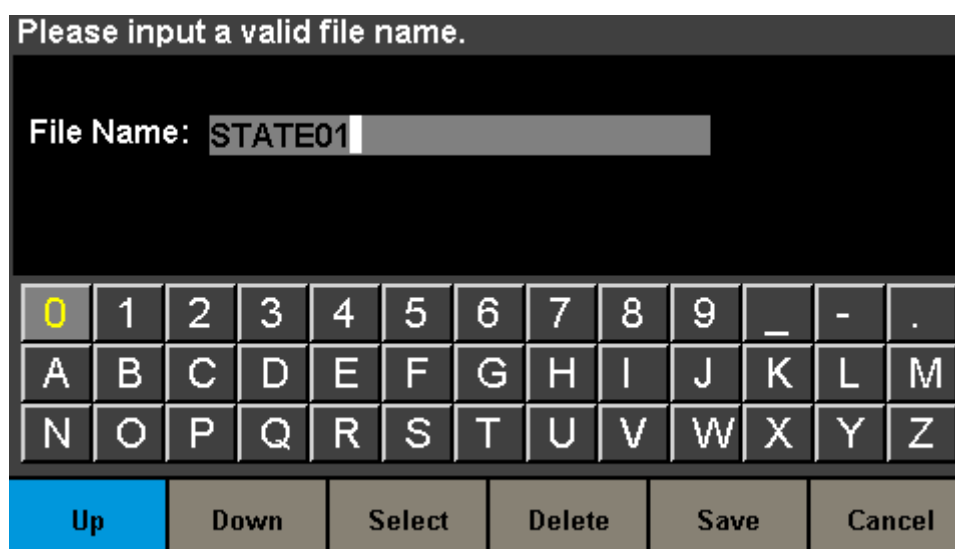 Please input a valid file name.
File Name: STATE01
0 1 2 3 4 5 6 7 8 9 _ - .
A B C D E F G H I J K L M
N O P Q R S T U V W X Y Z
Up Down Select Delete Save Cancel